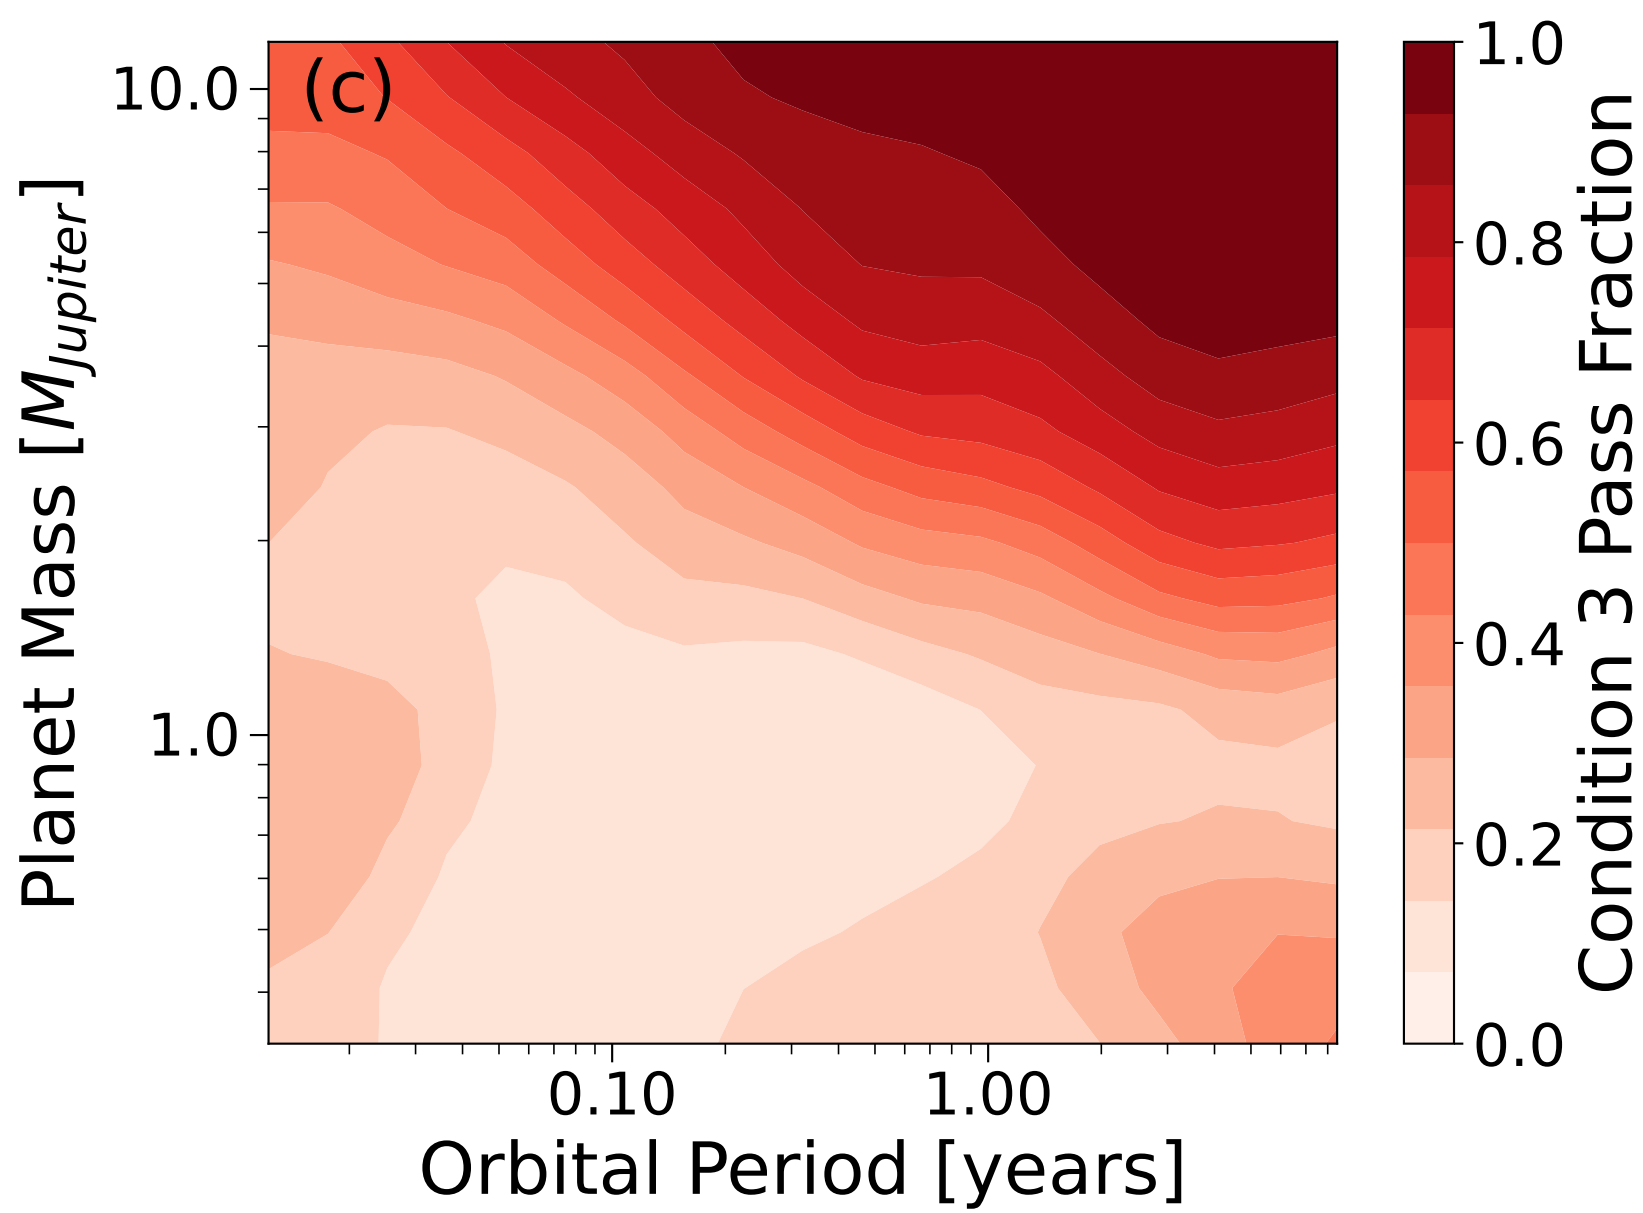 (c)
10.0
1.0
Planet Mass [M_Jupiter]
0.10
1.00
Orbital Period [years]
1.0
0.8
0.6
0.4
0.2
0.0
Condition 3 Pass Fraction